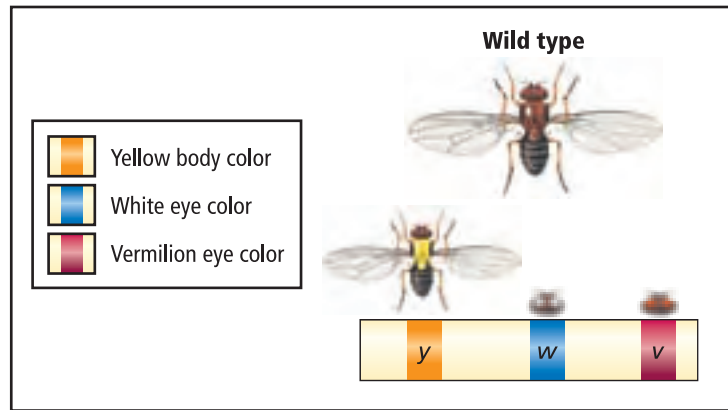 Wild type
Yellow body color
White eye color
Vermilion eye color
y w v